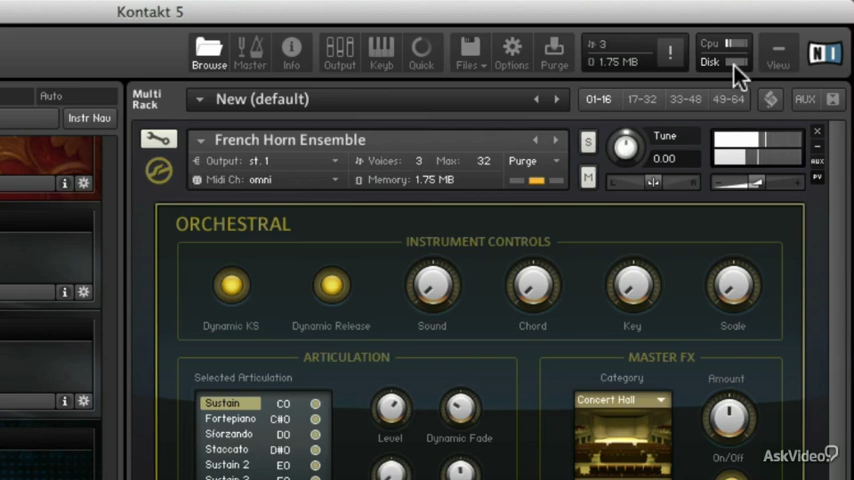 Kontakt 5
Browse Master Info Output Keyb Quick Files Options Purge 3 1.75 MB ! Cpu Disk View NI
Auto
Instr Nav
Multi Rack New (default) 01-16 17-32 33-48 49-64 AUX
French Horn Ensemble
Output: st. 1 Voices: 3 Max: 32 Purge
Midi Ch: omni Memory: 1.75 MB
S
M
Tune
0.00
L R
- +
AUX
PV
ORCHESTRAL
INSTRUMENT CONTROLS
Dynamic KS Dynamic Release Sound Chord Key Scale
ARTICULATION
Selected Articulation
Sustain C0
Fortepiano C#0
Sforzando D0
Staccato D#0
Sustain 2 E0
Level Dynamic Fade
MASTER FX
Category Amount
Concert Hall
On/Off
AskVideo